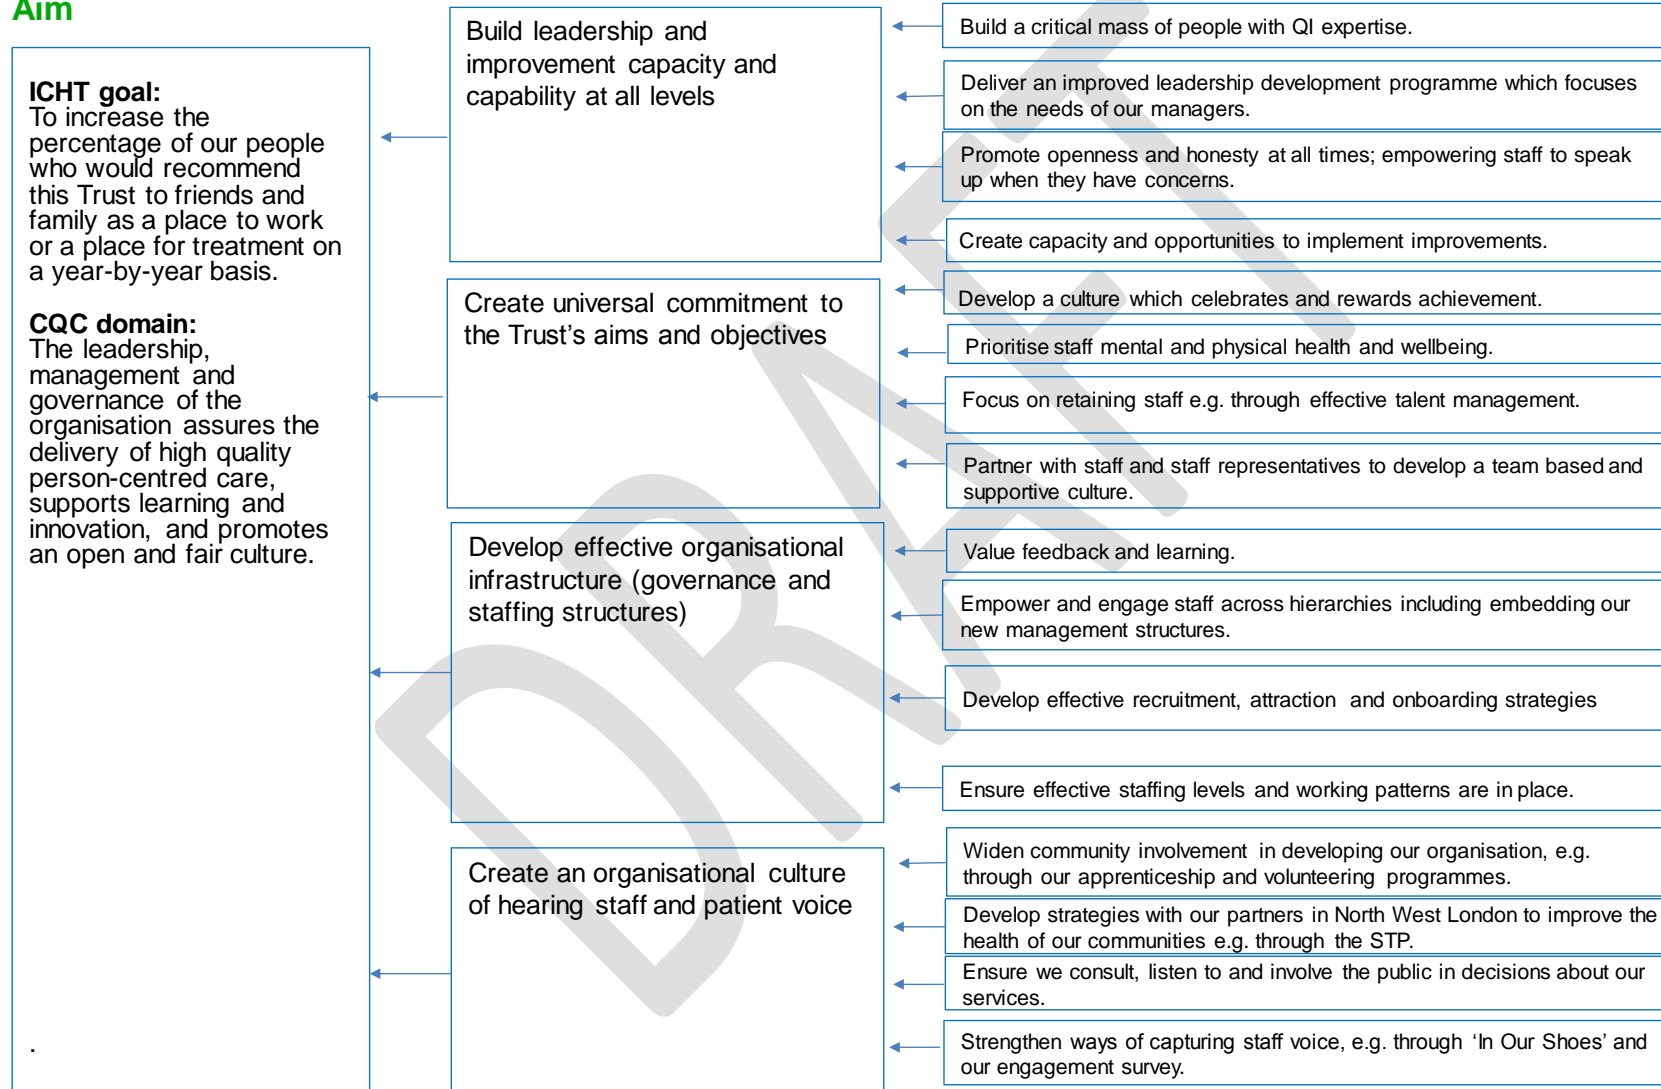 Aim
ICHT goal:
To increase the
percentage of our people
who would recommend
this Trust to friends and
family as a place to work
or a place for treatment on
a year-by-year basis.
CQC domain:
The leadership,
management and
governance of the
organisation assures the
delivery of high quality
person-centred care,
supports learning and
innovation, and promotes
an open and fair culture.
.
Build leadership and
improvement capacity and
capability at all levels
Create universal commitment to
the Trust’s aims and objectives
Develop effective organisational
infrastructure (governance and
staffing structures)
Create an organisational culture
of hearing staff and patient voice
Build a critical mass of people with QI expertise.
Deliver an improved leadership development programme which focuses
on the needs of our managers.
Promote openness and honesty at all times; empowering staff to speak
up when they have concerns.
Create capacity and opportunities to implement improvements.
Develop a culture which celebrates and rewards achievement.
Prioritise staff mental and physical health and wellbeing.
Focus on retaining staff e.g. through effective talent management.
Partner with staff and staff representatives to develop a team based and
supportive culture.
Value feedback and learning.
Empower and engage staff across hierarchies including embedding our
new management structures.
Develop effective recruitment, attraction and onboarding strategies
Ensure effective staffing levels and working patterns are in place.
Widen community involvement in developing our organisation, e.g.
through our apprenticeship and volunteering programmes.
Develop strategies with our partners in North West London to improve the
health of our communities e.g. through the STP.
Ensure we consult, listen to and involve the public in decisions about our
services.
Strengthen ways of capturing staff voice, e.g. through ‘In Our Shoes’ and
our engagement survey.
DRAFT